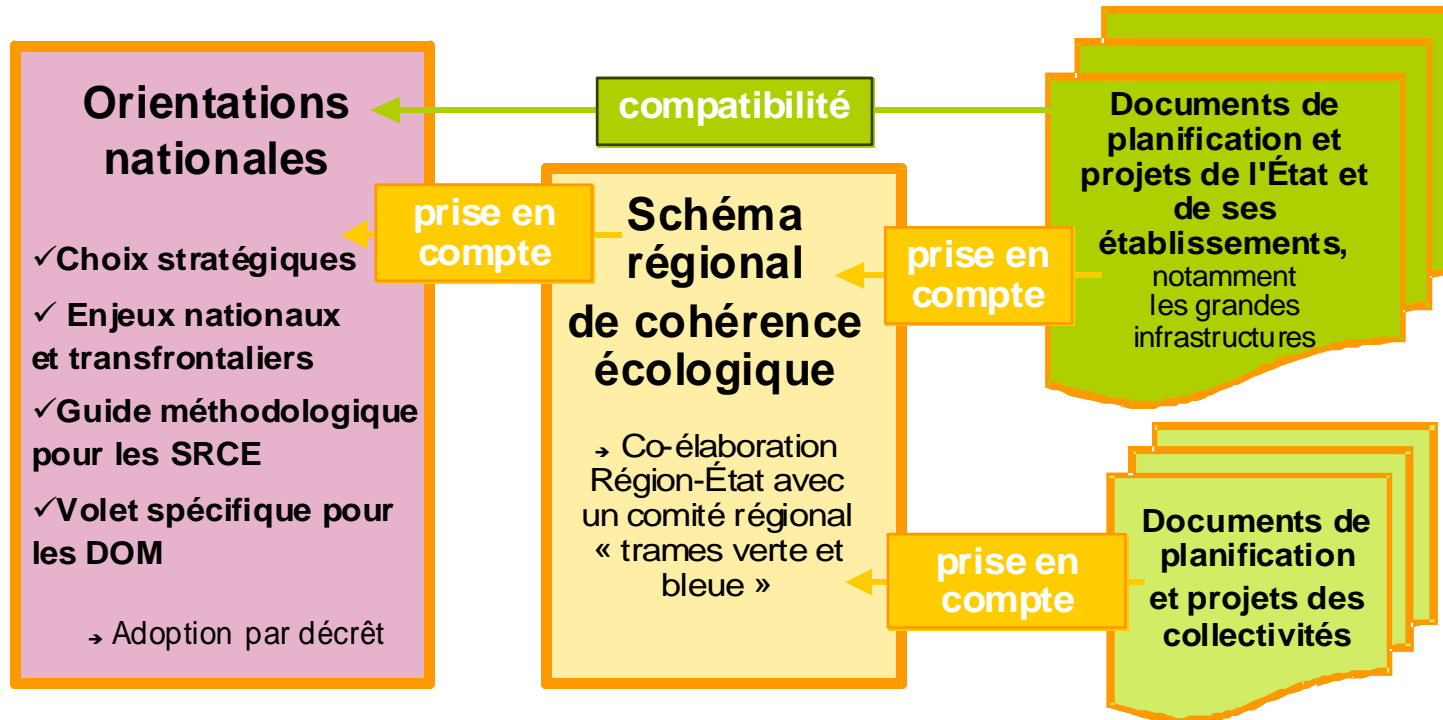 Orientations
nationales
✓Choix stratégiques
✓ Enjeux nationaux
et transfrontaliers
✓Guide méthodologique
pour les SRCE
✓Volet spécifique pour
les DOM
→ Adoption par décrêt
compatibilité
prise en
compte
Schéma
régional
de cohérence
écologique
→ Co-élaboration
Région-État avec
un comité régional
« trames verte et
bleue »
prise en
compte
prise en
compte
Documents de
planification et
projets de l'État et
de ses
établissements,
notamment
les grandes
infrastructures
Documents de
planification
et projets des
collectivités